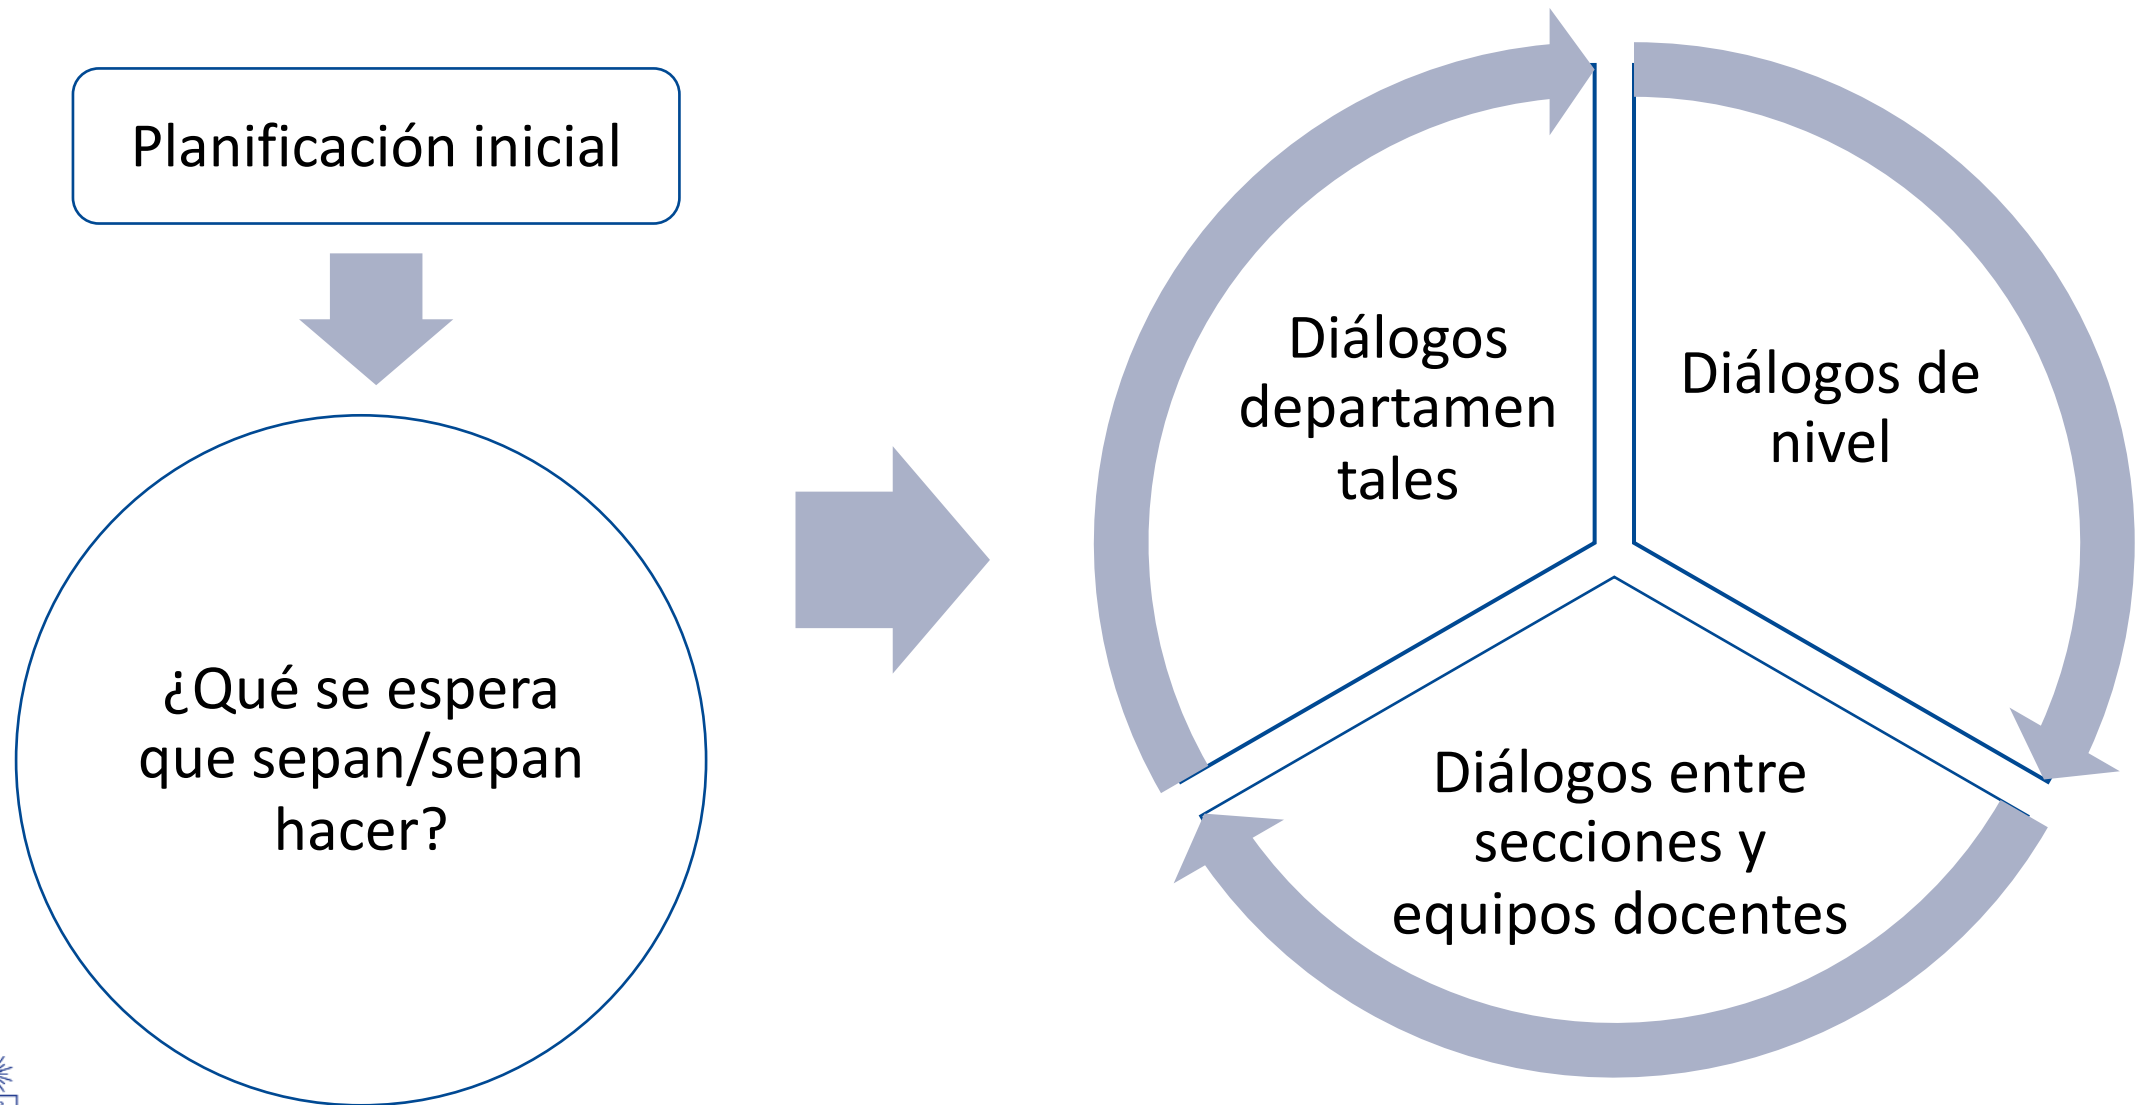 Planificación inicial
¿Qué se espera
que sepan/sepan
hacer?
Diálogos
departamen
tales
Diálogos de
nivel
Diálogos entre
secciones y
equipos docentes